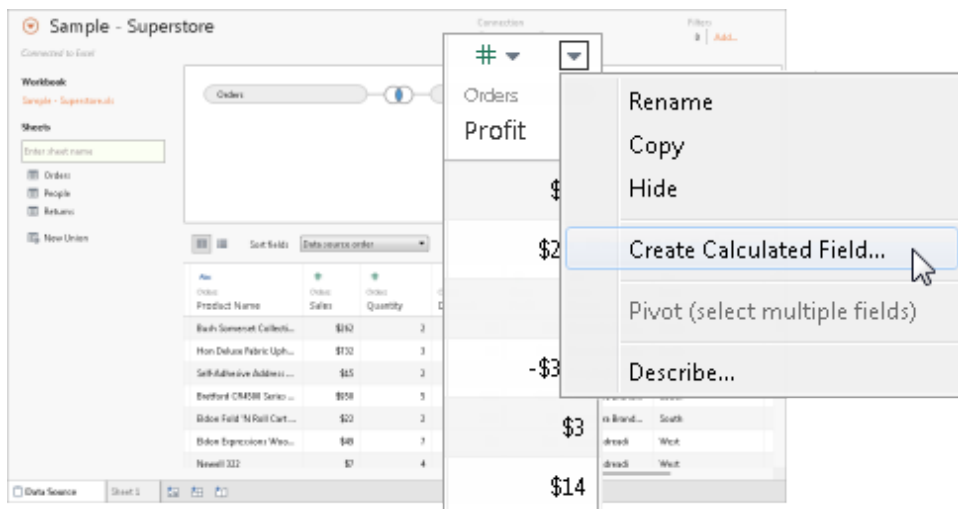 Sample - Superstore
Connection
Filters
0 Add...
Connected to Excel
Workbook
Sample - Superstore.xls
Sheets
Enter sheet name
Orders
People
Returns
New Union
Orders
Sort fields Data source order
Abc
Orders Orders Orders
Product Name Sales Quantity
Bush Somerset Collecti... $262 2
Hon Deluxe Fabric Uph... $732 3
Self-Adhesive Address ... $15 2
Bretford CR4500 Series ... $958 5
Eldon Fold 'N Roll Cart ... $22 2
Eldon Expressions Woo... $49 7
Newell 322 $7 4
#
Orders
Profit
$2
-$3
$3
$14
Rename
Copy
Hide
Create Calculated Field...
Pivot (select multiple fields)
Describe...
Brand... South
West
West
Data Source Sheet 1